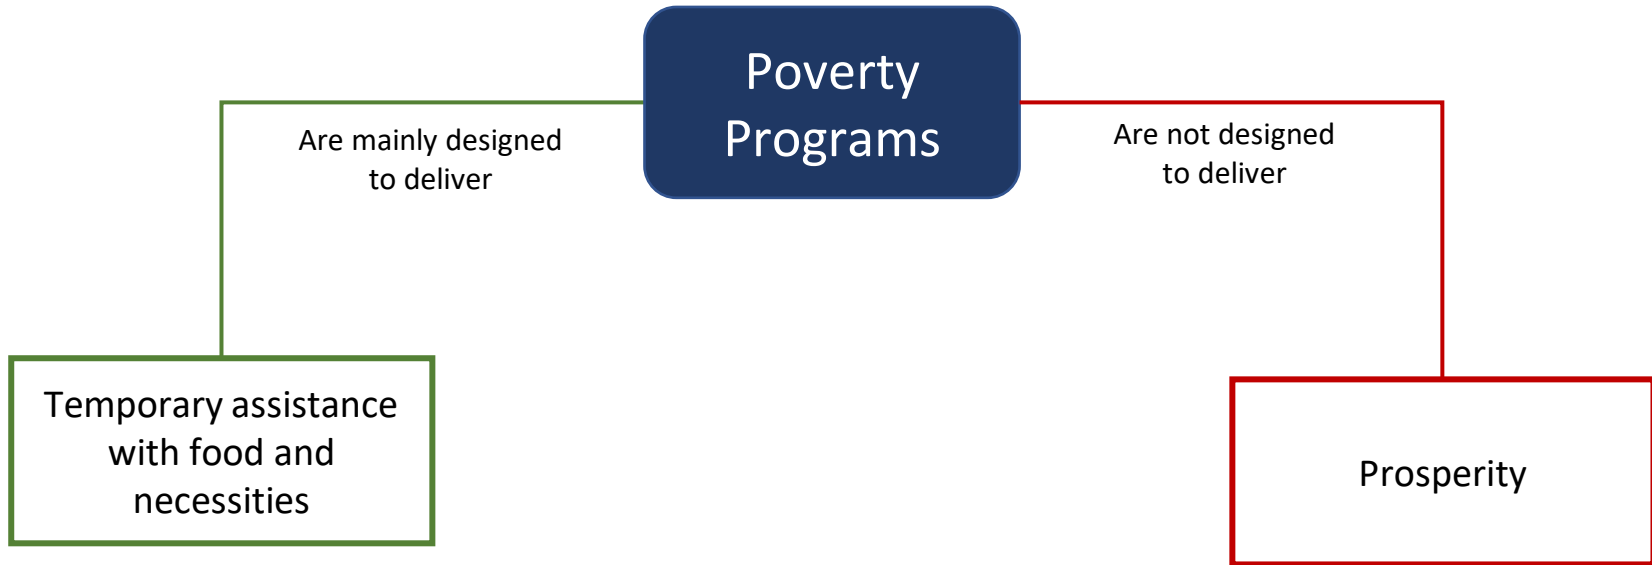 Poverty
Programs
Are mainly designed
to deliver
Are not designed
to deliver
Temporary assistance
with food and
necessities
Prosperity